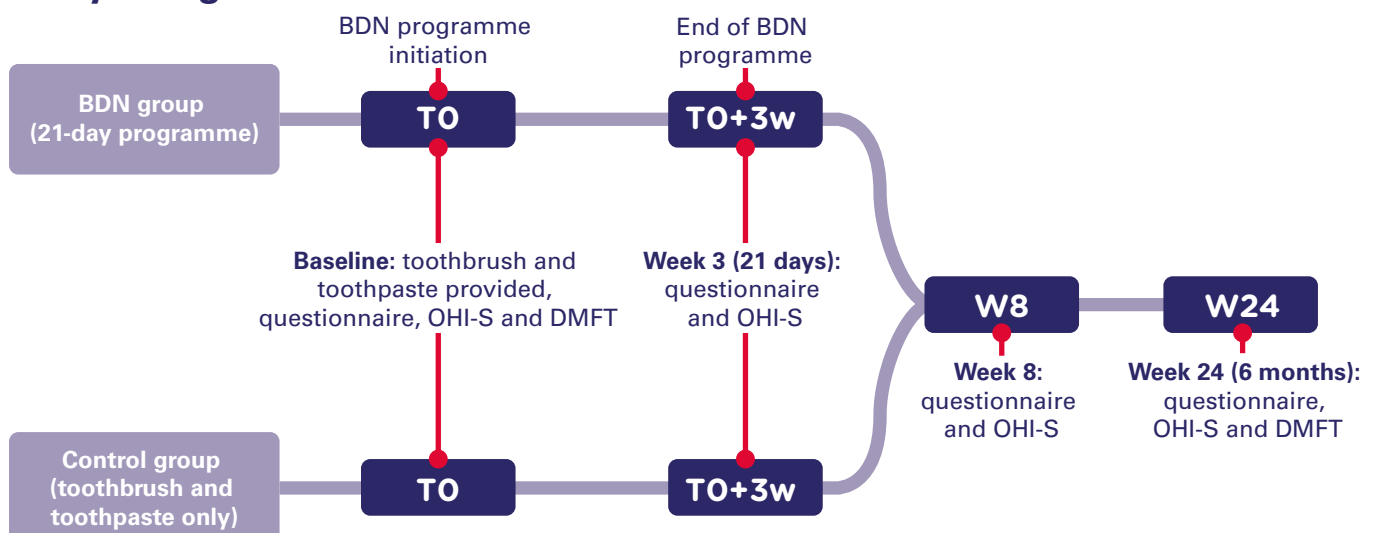 BDN programme
initiation
End of BDN
programme
BDN group
(21-day programme)
T0
T0+3w
Baseline: toothbrush and
toothpaste provided,
questionnaire, OHI-S and DMFT
Week 3 (21 days):
questionnaire
and OHI-S
W8
W24
Week 8:
questionnaire
and OHI-S
Week 24 (6 months):
questionnaire,
OHI-S and DMFT
Control group
(toothbrush and
toothpaste only)
T0
T0+3w